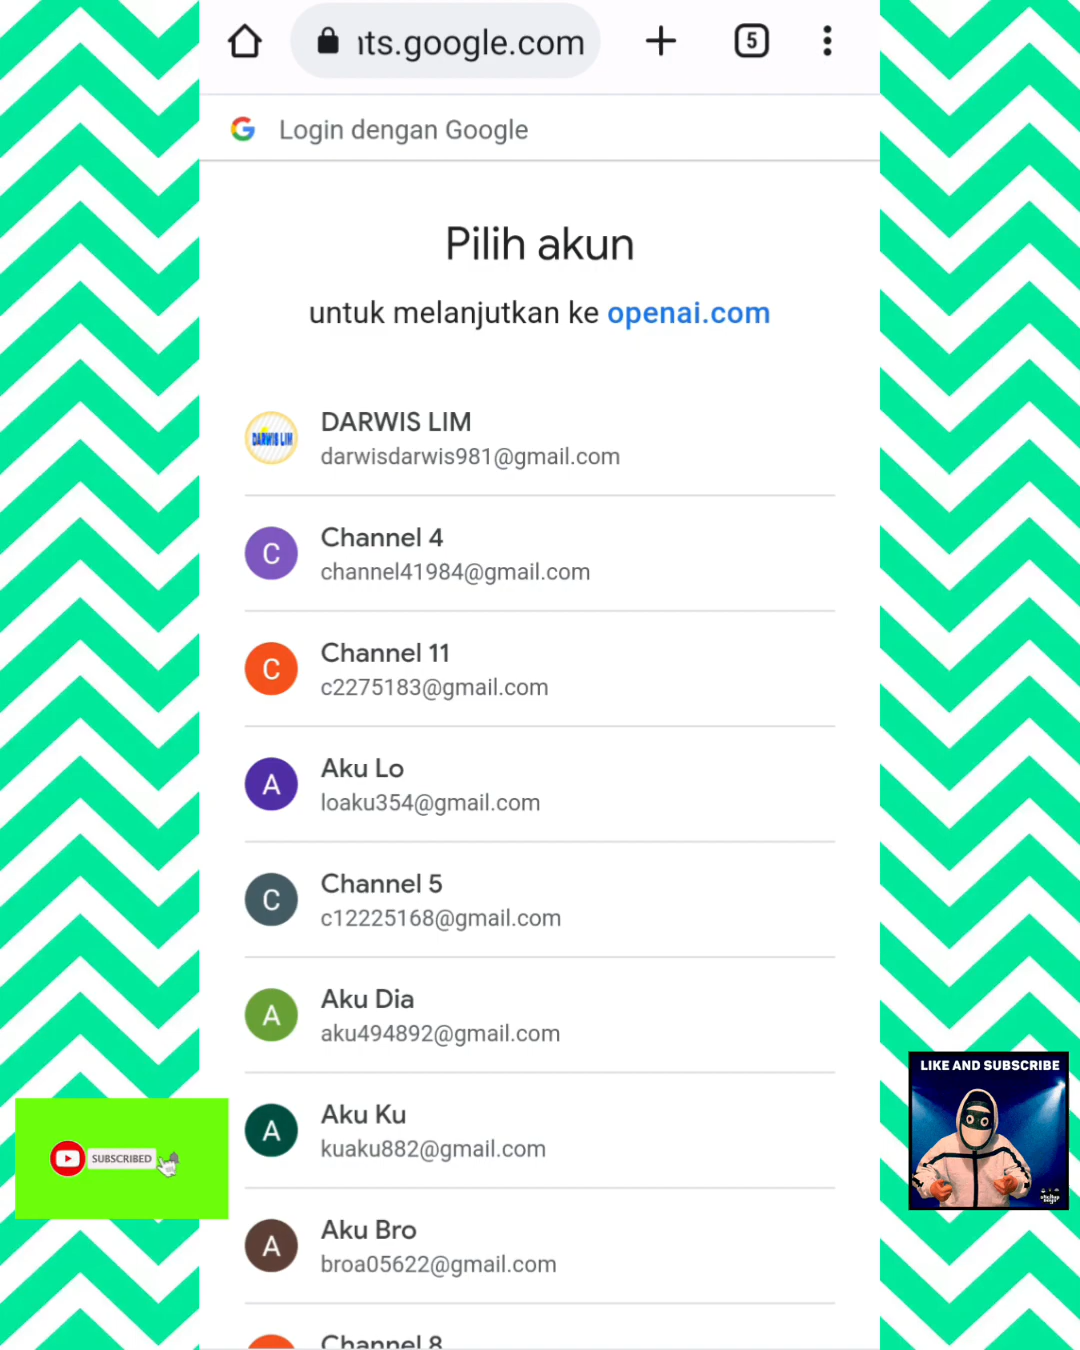 nts.google.com
5
Login dengan Google
Pilih akun
untuk melanjutkan ke openai.com
DARWIS LIM
DARWIS LIM
darwisdarwis981@gmail.com
C
Channel 4
channel41984@gmail.com
C
Channel 11
c2275183@gmail.com
A
Aku Lo
loaku354@gmail.com
C
Channel 5
c12225168@gmail.com
A
Aku Dia
aku494892@gmail.com
LIKE AND SUBSCRIBE
A
Aku Ku
kuaku882@gmail.com
SUBSCRIBED
A
Aku Bro
broa05622@gmail.com
Channel 8